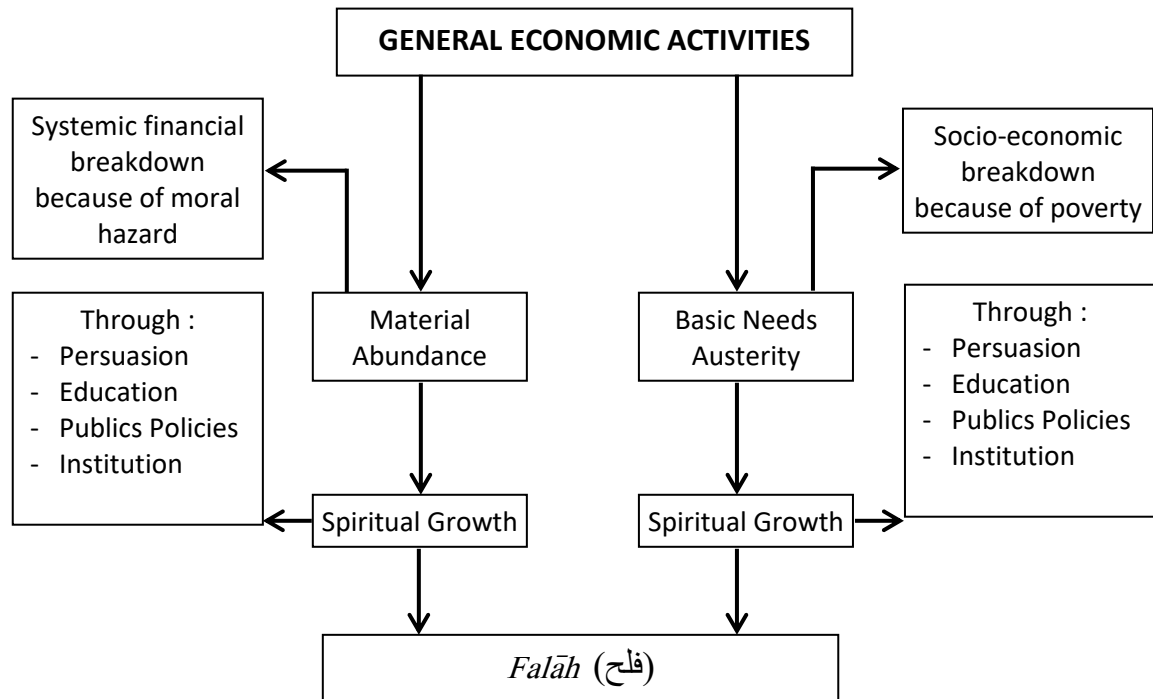 GENERAL ECONOMIC ACTIVITIES
Systemic financial
breakdown
because of moral
hazard
Socio-economic
breakdown
because of poverty
Through :
- Persuasion
- Education
- Publics Policies
- Institution
Material
Abundance
Basic Needs
Austerity
Through :
- Persuasion
- Education
- Publics Policies
- Institution
Spiritual Growth
Spiritual Growth
Falāh (فلح)